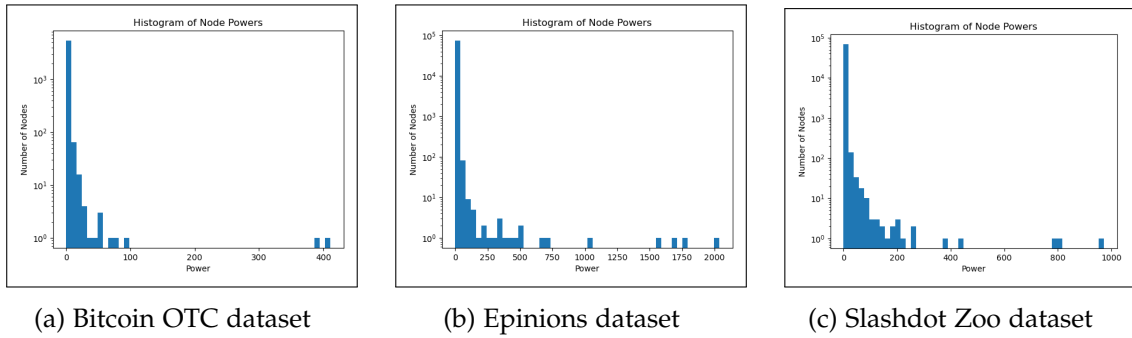 Histogram of Node Powers
Number of Nodes
10³
10²
10¹
10⁰
0 100 200 300 400
Power
(a) Bitcoin OTC dataset
Histogram of Node Powers
Number of Nodes
10⁵
10⁴
10³
10²
10¹
10⁰
0 250 500 750 1000 1250 1500 1750 2000
Power
(b) Epinions dataset
Histogram of Node Powers
Number of Nodes
10⁵
10⁴
10³
10²
10¹
10⁰
0 200 400 600 800 1000
Power
(c) Slashdot Zoo dataset